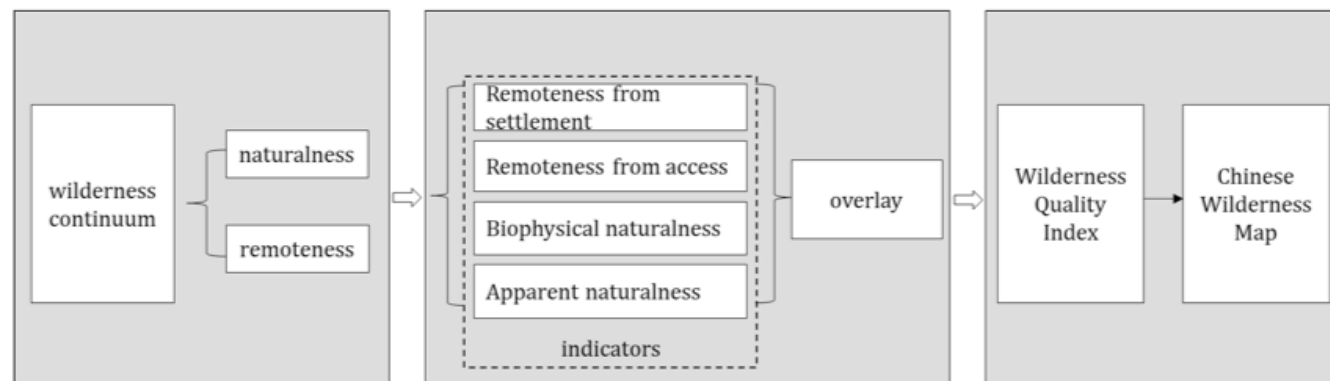 wilderness
continuum
naturalness
remoteness
Remoteness from
settlement
Remoteness from access
Biophysical naturalness
Apparent naturalness
indicators
overlay
Wilderness
Quality
Index
Chinese
Wilderness
Map